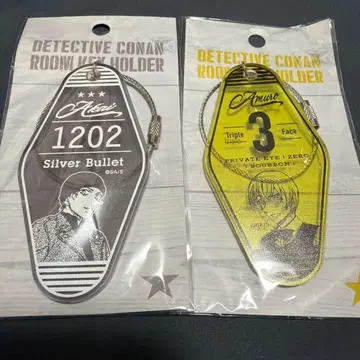 DETECTIVE CONAN
ROOM KEY HOLDER
★★★
Akai
1202
Silver Bullet
©GA/S
DETECTIVE CONAN
ROOM KEY HOLDER
Amuro
Triple 3 Face
PRIVATE EYE | ZERO
| BOURBON |